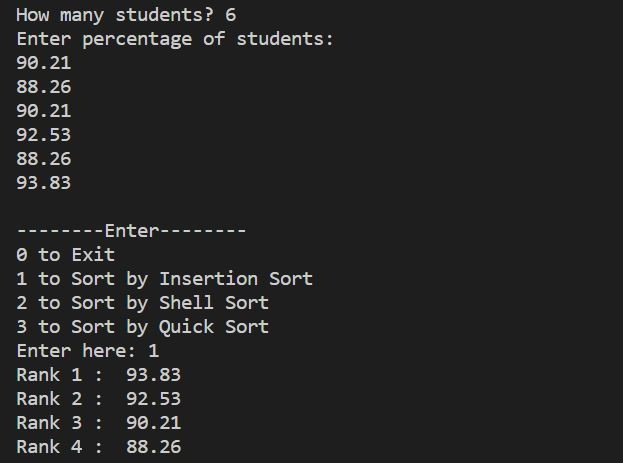 How many students? 6
Enter percentage of students:
90.21
88.26
90.21
92.53
88.26
93.83
--------Enter--------
0 to Exit
1 to Sort by Insertion Sort
2 to Sort by Shell Sort
3 to Sort by Quick Sort
Enter here: 1
Rank 1 :  93.83
Rank 2 :  92.53
Rank 3 :  90.21
Rank 4 :  88.26